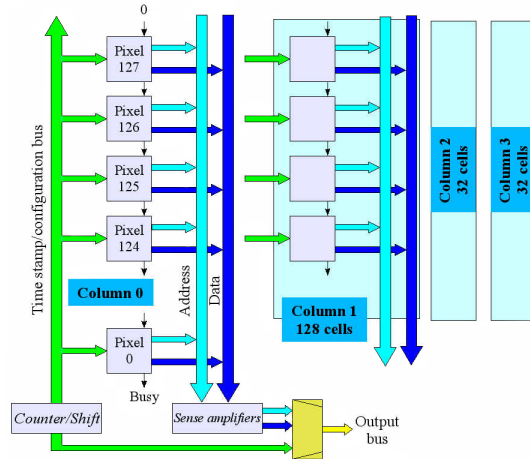 0
Pixel
127
Pixel
126
Pixel
125
Pixel
124
Pixel
0
Busy
Time stamp/configuration bus
Column 0
Address
Data
Column 1
128 cells
Column 2
32 cells
Column 3
32 cells
Counter/Shift
Sense amplifiers
Output
bus